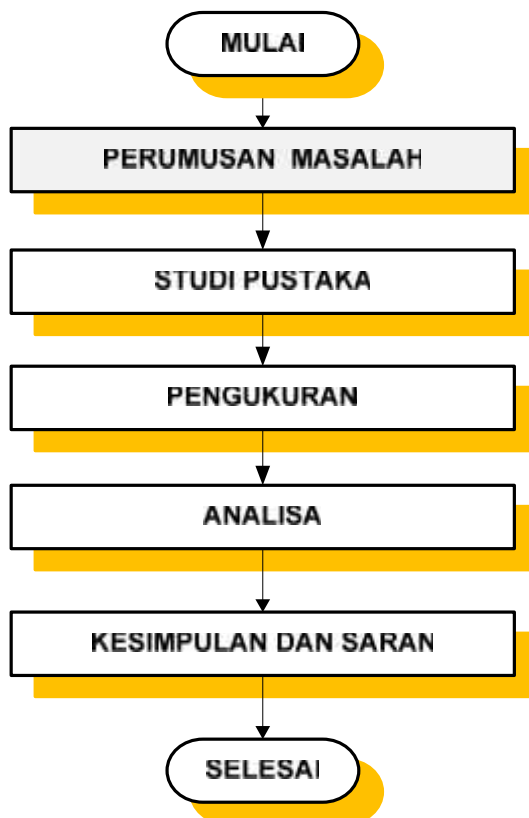 MULAI
PERUMUSAN MASALAH
STUDI PUSTAKA
PENGUKURAN
ANALISA
KESIMPULAN DAN SARAN
SELESAI